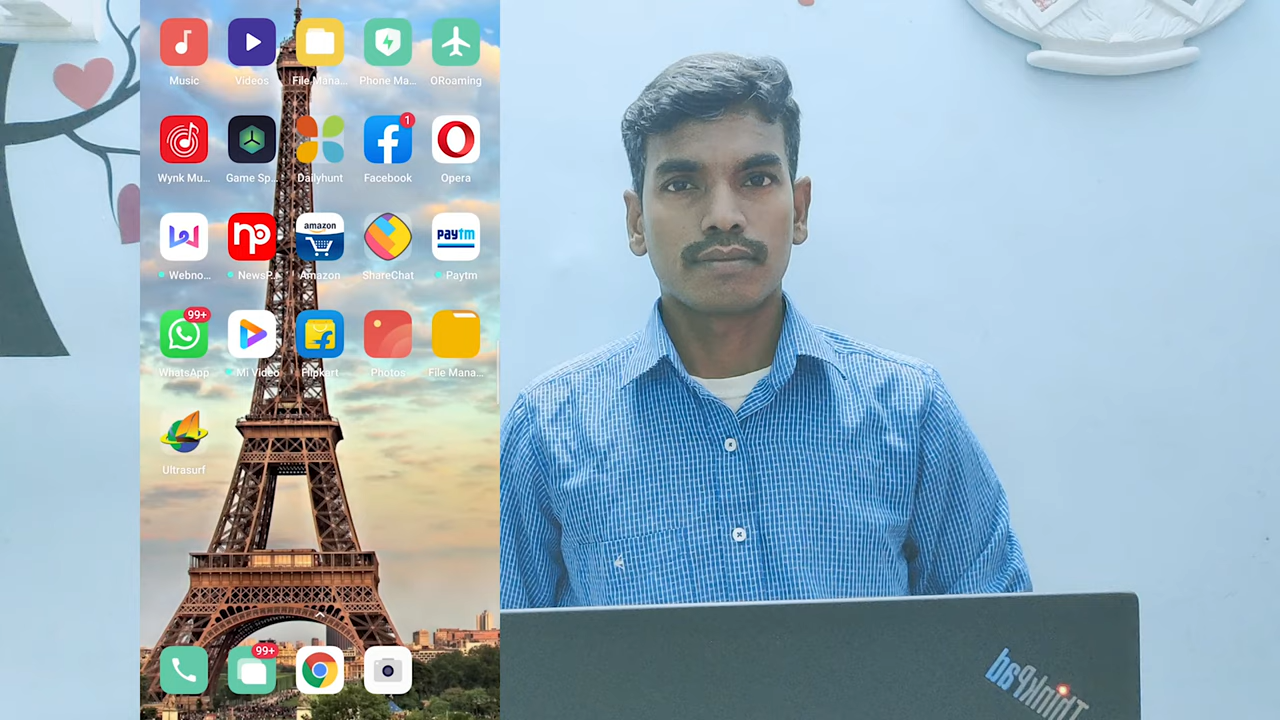 Music
Videos
File Mana...
Phone Ma...
ORoaming
1
Wynk Mu...
Game Sp...
Dailyhunt
Facebook
Opera
np
amazon
paytm
Webno...
NewsP...
Amazon
ShareChat
Paytm
99+
WhatsApp
Mi Video
Flipkart
Photos
File Mana...
Ultrasurf
99+
ThinkPad